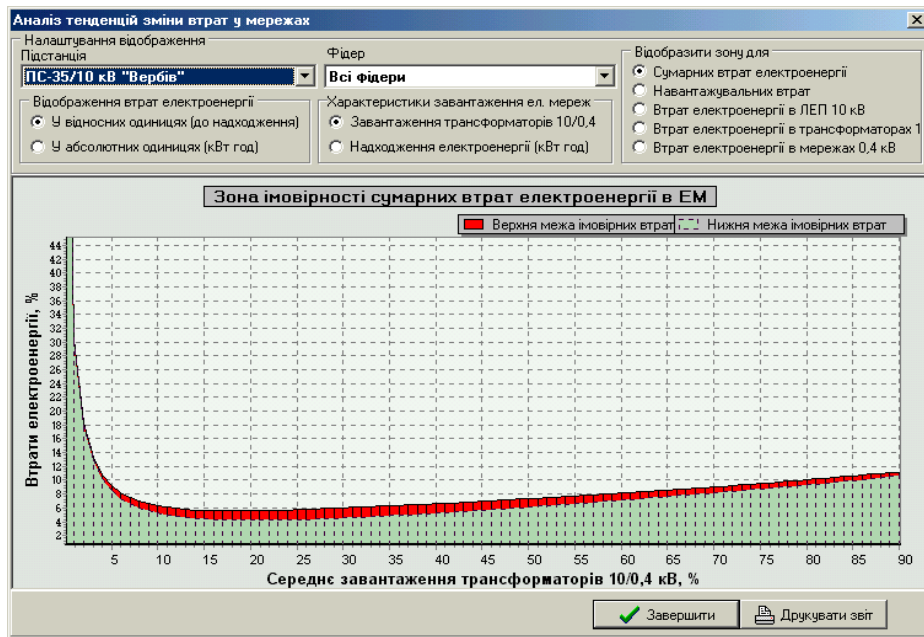 Аналіз тенденцій зміни втрат у мережах
Налаштування відображення
Підстанція
ПС-35/10 кВ "Вербів"
Фідер
Всі фідери
Відображення втрат електроенергії
У відносних одиницях (до надходження)
У абсолютних одиницях (кВт год)
Характеристики завантаження ел. мереж
Завантаження трансформаторів 10/0,4
Надходження електроенергії (кВт год)
Відобразити зону для
Сумарних втрат електроенергії
Навантажувальних втрат
Втрат електроенергії в ЛЕП 10 кВ
Втрат електроенергії в трансформаторах 1
Втрат електроенергії в мережах 0,4 кВ
Зона імовірності сумарних втрат електроенергії в ЕМ
Верхня межа імовірних втрат
Нижня межа імовірних втрат
Втрати електроенергії, %
44
42
40
38
36
34
32
30
28
26
24
22
20
18
16
14
12
10
8
6
4
2
5 10 15 20 25 30 35 40 45 50 55 60 65 70 75 80 85 90
Середнє завантаження трансформаторів 10/0,4 кВ, %
Завершити
Друкувати звіт